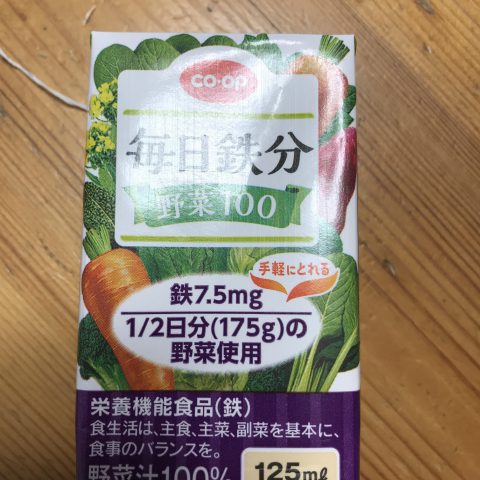 CO·OP
毎日鉄分
野菜100
手軽にとれる
鉄7.5mg
1/2日分(175g)の
野菜使用
栄養機能食品(鉄)
食生活は、主食、主菜、副菜を基本に、
食事のバランスを。
野菜汁100% 125mℓ